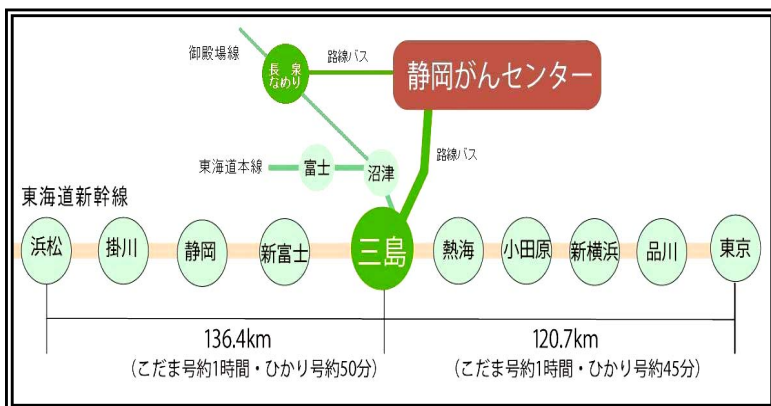 御殿場線
長泉
なめり
路線バス
静岡がんセンター
東海道本線
富士
沼津
路線バス
東海道新幹線
浜松
掛川
静岡
新富士
三島
熱海
小田原
新横浜
品川
東京
136.4km
（こだま号約1時間・ひかり号約50分）
120.7km
（こだま号約1時間・ひかり号約45分）